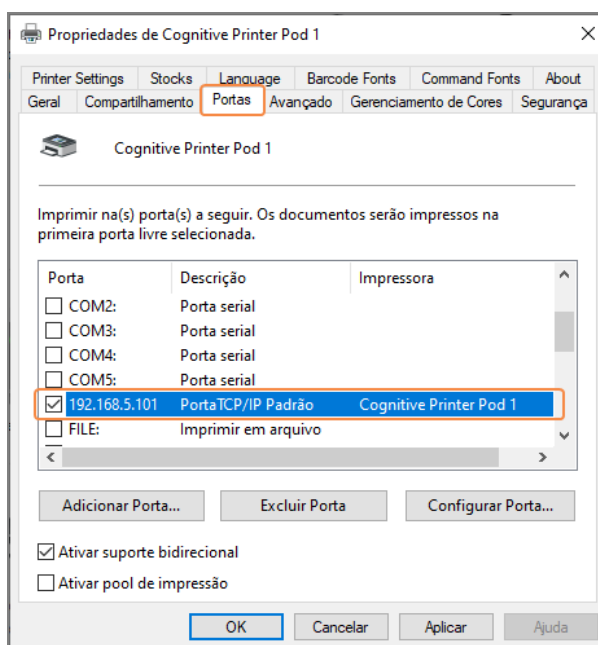 Propriedades de Cognitive Printer Pod 1
Printer Settings Stocks Language Barcode Fonts Command Fonts About
Geral Compartilhamento Portas Avançado Gerenciamento de Cores Segurança
Cognitive Printer Pod 1
Imprimir na(s) porta(s) a seguir. Os documentos serão impressos na
primeira porta livre selecionada.
Porta Descrição Impressora
COM2: Porta serial
COM3: Porta serial
COM4: Porta serial
COM5: Porta serial
192.168.5.101 PortaTCP/IP Padrão Cognitive Printer Pod 1
FILE: Imprimir em arquivo
Adicionar Porta... Excluir Porta Configurar Porta...
Ativar suporte bidirecional
Ativar pool de impressão
OK Cancelar Aplicar Ajuda